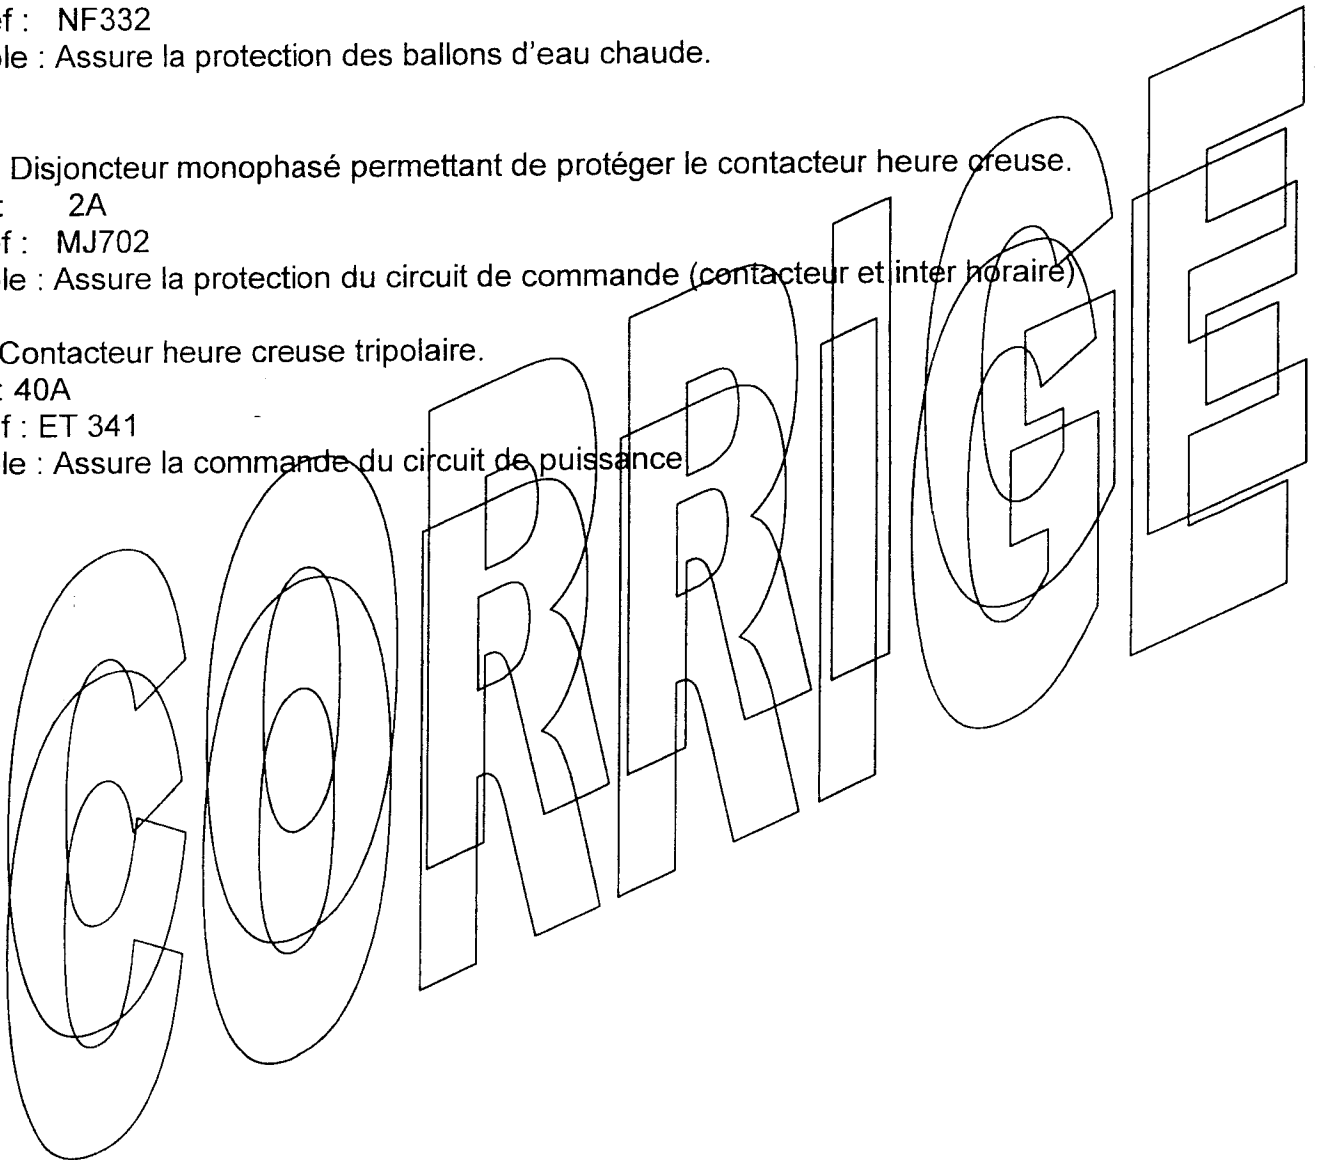 f : NF332
le : Assure la protection des ballons d'eau chaude.
Disjoncteur monophasé permettant de protéger le contacteur heure creuse.
: 2A
f : MJ702
le : Assure la protection du circuit de commande (contacteur et inter horaire)
Contacteur heure creuse tripolaire.
: 40A
f : ET 341
le : Assure la commande du circuit de puissance
CORRIGE